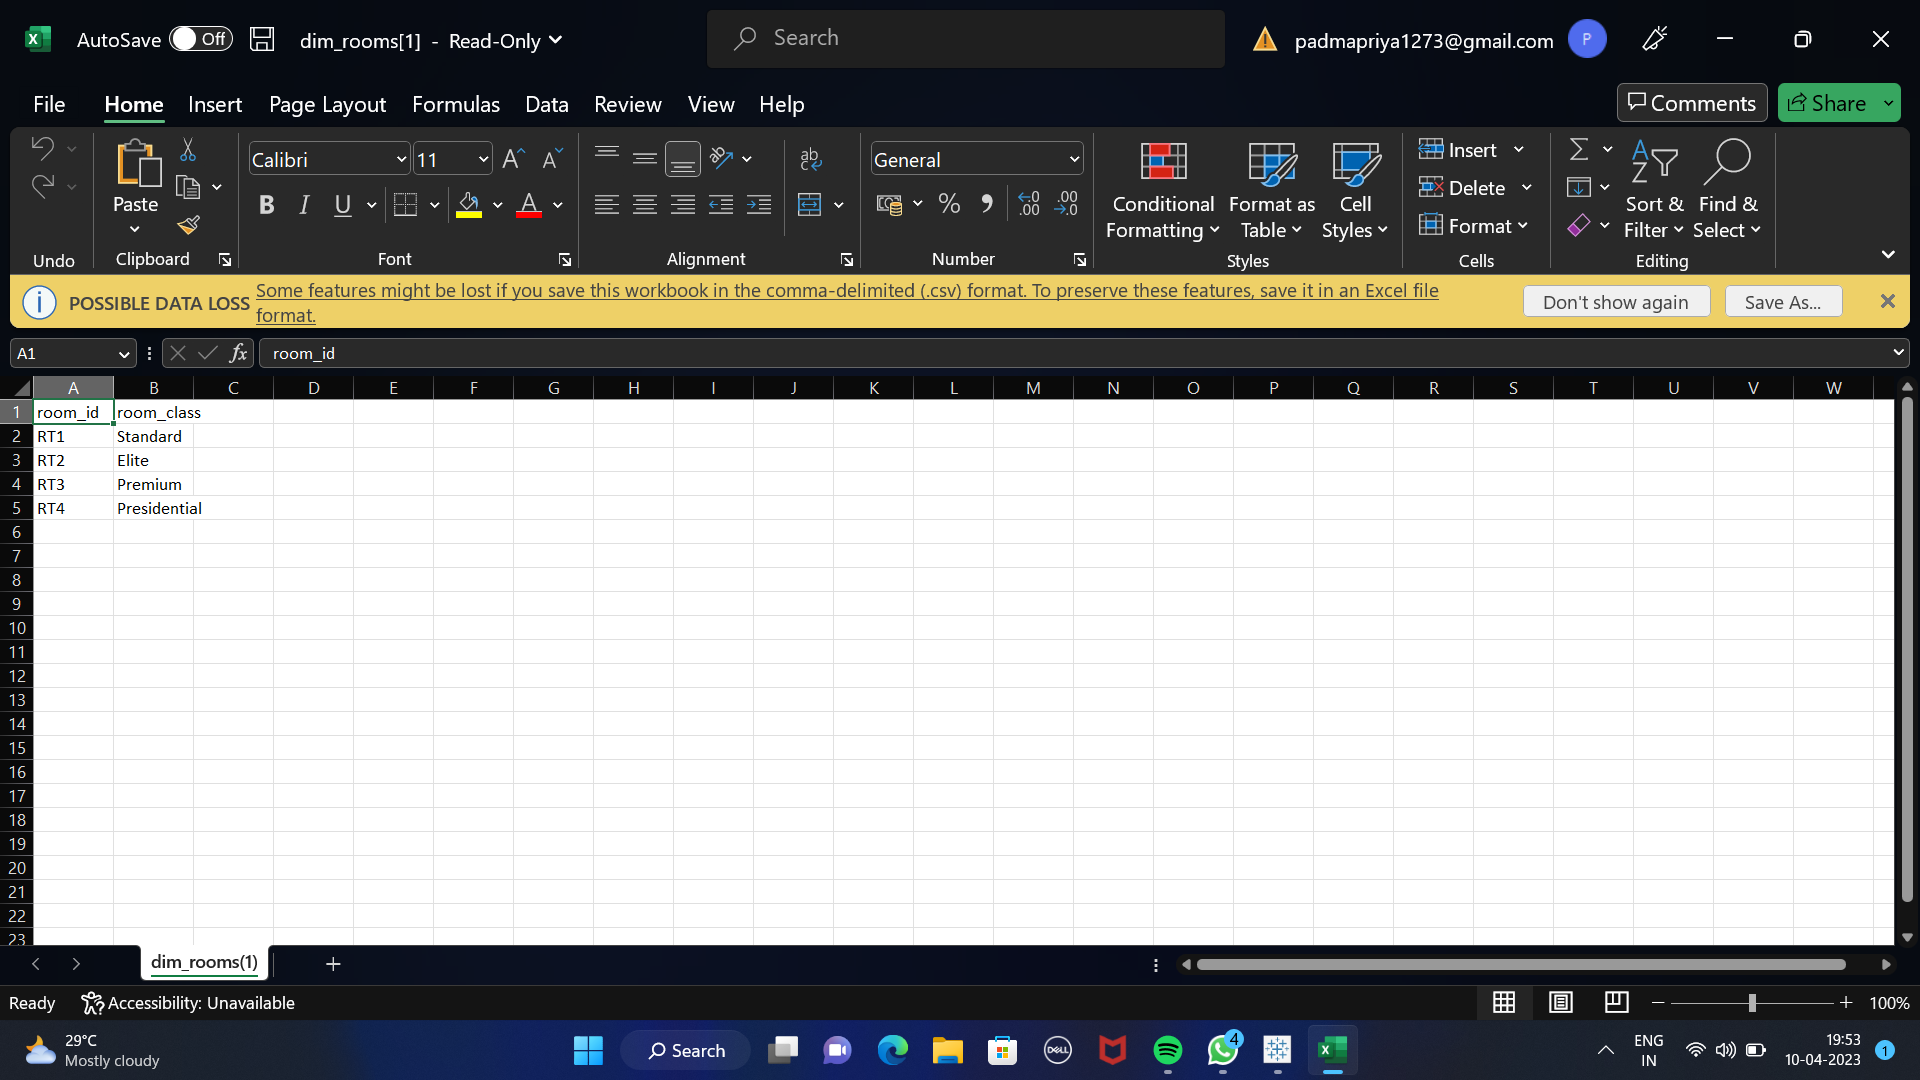 AutoSave Off dim_rooms[1] - Read-Only Search padmapriya1273@gmail.com P
File Home Insert Page Layout Formulas Data Review View Help Comments Share
Calibri 11 General
Paste
B I U A % Conditional Formatting Format as Table Cell Styles
Insert
Delete
Format
Sort & Filter Find & Select
Undo Clipboard Font Alignment Number Styles Cells Editing
POSSIBLE DATA LOSS Some features might be lost if you save this workbook in the comma-delimited (.csv) format. To preserve these features, save it in an Excel file
format.
Don't show again Save As...
A1 fx room_id
A B C D E F G H I J K L M N O P Q R S T U V W
1 room_id room_class
2 RT1 Standard
3 RT2 Elite
4 RT3 Premium
5 RT4 Presidential
6
7
8
9
10
11
12
13
14
15
16
17
18
19
20
21
22
23
dim_rooms(1)
Ready Accessibility: Unavailable 100%
29°C
Mostly cloudy
Search
DELL
4
ENG
IN
19:53
10-04-2023
1